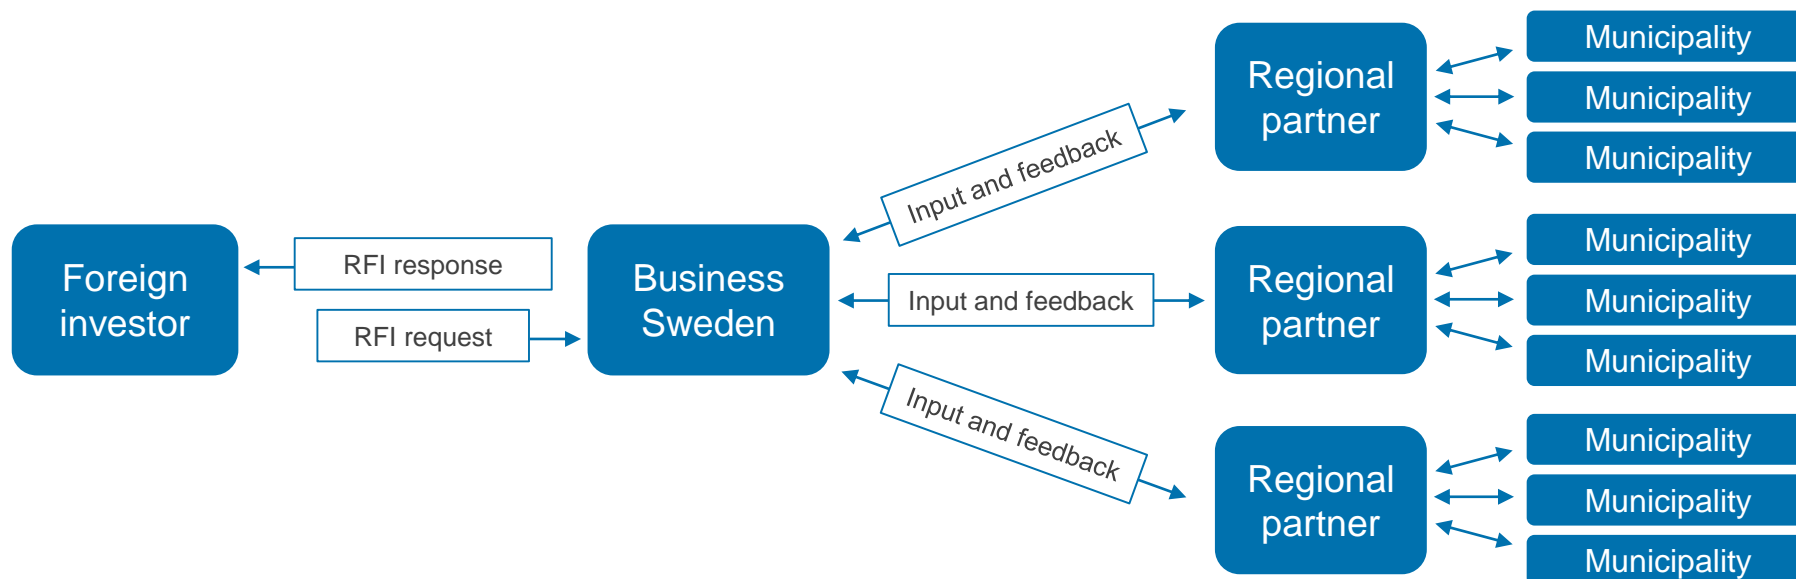 Foreign
investor
RFI response
RFI request
Business
Sweden
Input and feedback
Input and feedback
Input and feedback
Regional
partner
Municipality
Municipality
Municipality
Regional
partner
Municipality
Municipality
Municipality
Regional
partner
Municipality
Municipality
Municipality